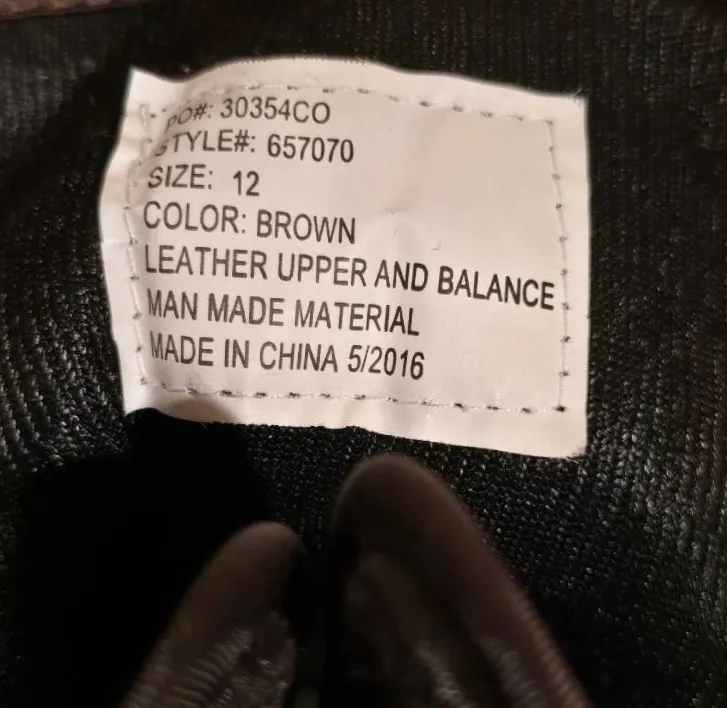 PO#: 30354CO
STYLE#: 657070
SIZE: 12
COLOR: BROWN
LEATHER UPPER AND BALANCE
MAN MADE MATERIAL
MADE IN CHINA 5/2016